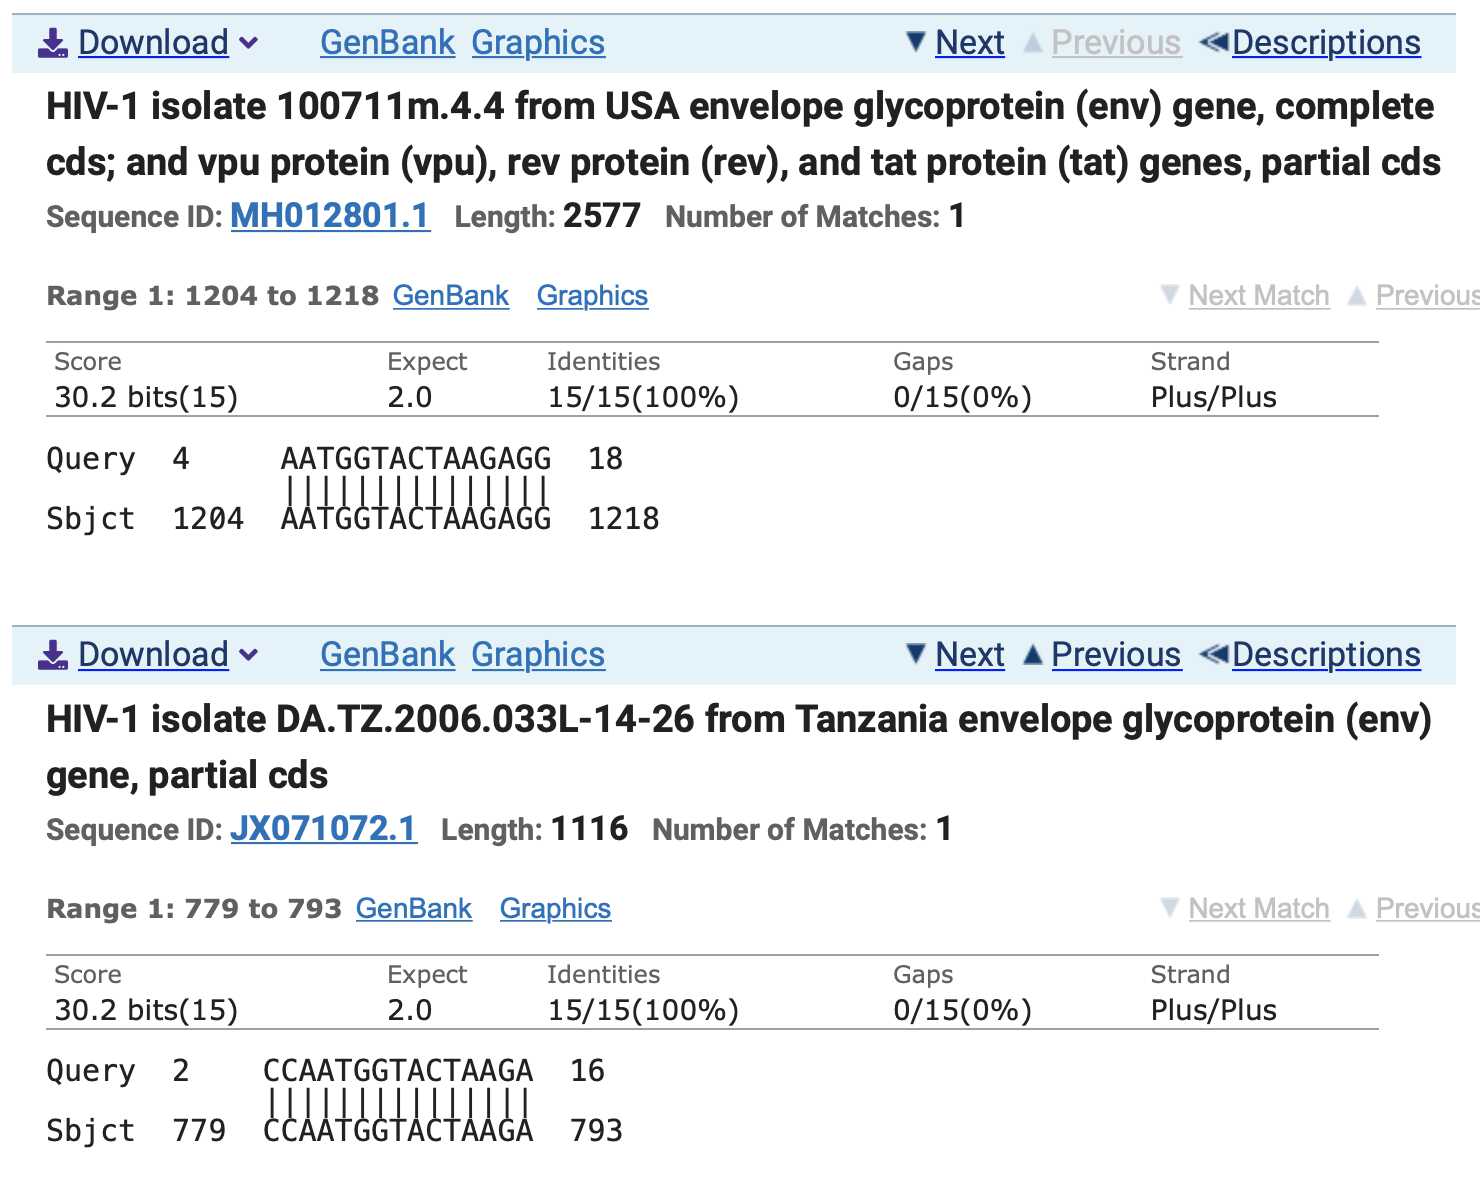 Download GenBank Graphics Next Previous Descriptions
HIV-1 isolate 100711m.4.4 from USA envelope glycoprotein (env) gene, complete
cds; and vpu protein (vpu), rev protein (rev), and tat protein (tat) genes, partial cds
Sequence ID: MH012801.1 Length: 2577 Number of Matches: 1
Range 1: 1204 to 1218 GenBank Graphics Next Match Previous
Score Expect Identities Gaps Strand
30.2 bits(15) 2.0 15/15(100%) 0/15(0%) Plus/Plus
Query 4 AATGGTACTAAGAGG 18
|||||||||||||||
Sbjct 1204 AATGGTACTAAGAGG 1218
Download GenBank Graphics Next Previous Descriptions
HIV-1 isolate DA.TZ.2006.033L-14-26 from Tanzania envelope glycoprotein (env)
gene, partial cds
Sequence ID: JX071072.1 Length: 1116 Number of Matches: 1
Range 1: 779 to 793 GenBank Graphics Next Match Previous
Score Expect Identities Gaps Strand
30.2 bits(15) 2.0 15/15(100%) 0/15(0%) Plus/Plus
Query 2 CCAATGGTACTAAGA 16
|||||||||||||||
Sbjct 779 CCAATGGTACTAAGA 793